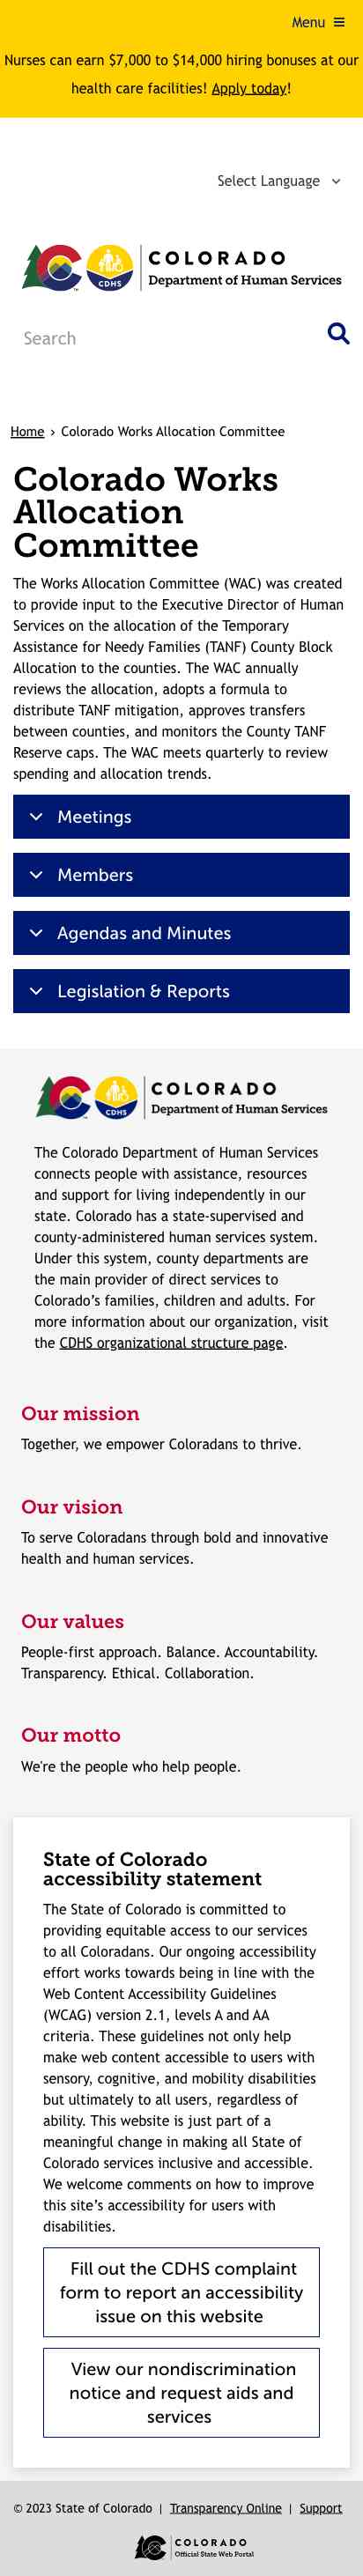 Menu ≡
Nurses can earn $7,000 to $14,000 hiring bonuses at our
health care facilities! Apply today!
Select Language
CDHS
COLORADO
Department of Human Services
Search
Home › Colorado Works Allocation Committee
Colorado Works
Allocation
Committee
The Works Allocation Committee (WAC) was created
to provide input to the Executive Director of Human
Services on the allocation of the Temporary
Assistance for Needy Families (TANF) County Block
Allocation to the counties. The WAC annually
reviews the allocation, adopts a formula to
distribute TANF mitigation, approves transfers
between counties, and monitors the County TANF
Reserve caps. The WAC meets quarterly to review
spending and allocation trends.
Meetings
Members
Agendas and Minutes
Legislation & Reports
CDHS
COLORADO
Department of Human Services
The Colorado Department of Human Services
connects people with assistance, resources
and support for living independently in our
state. Colorado has a state-supervised and
county-administered human services system.
Under this system, county departments are
the main provider of direct services to
Colorado’s families, children and adults. For
more information about our organization, visit
the CDHS organizational structure page.
Our mission
Together, we empower Coloradans to thrive.
Our vision
To serve Coloradans through bold and innovative
health and human services.
Our values
People-first approach. Balance. Accountability.
Transparency. Ethical. Collaboration.
Our motto
We're the people who help people.
State of Colorado
accessibility statement
The State of Colorado is committed to
providing equitable access to our services
to all Coloradans. Our ongoing accessibility
effort works towards being in line with the
Web Content Accessibility Guidelines
(WCAG) version 2.1, levels A and AA
criteria. These guidelines not only help
make web content accessible to users with
sensory, cognitive, and mobility disabilities
but ultimately to all users, regardless of
ability. This website is just part of a
meaningful change in making all State of
Colorado services inclusive and accessible.
We welcome comments on how to improve
this site’s accessibility for users with
disabilities.
Fill out the CDHS complaint
form to report an accessibility
issue on this website
View our nondiscrimination
notice and request aids and
services
© 2023 State of Colorado | Transparency Online | Support
COLORADO
Official State Web Portal